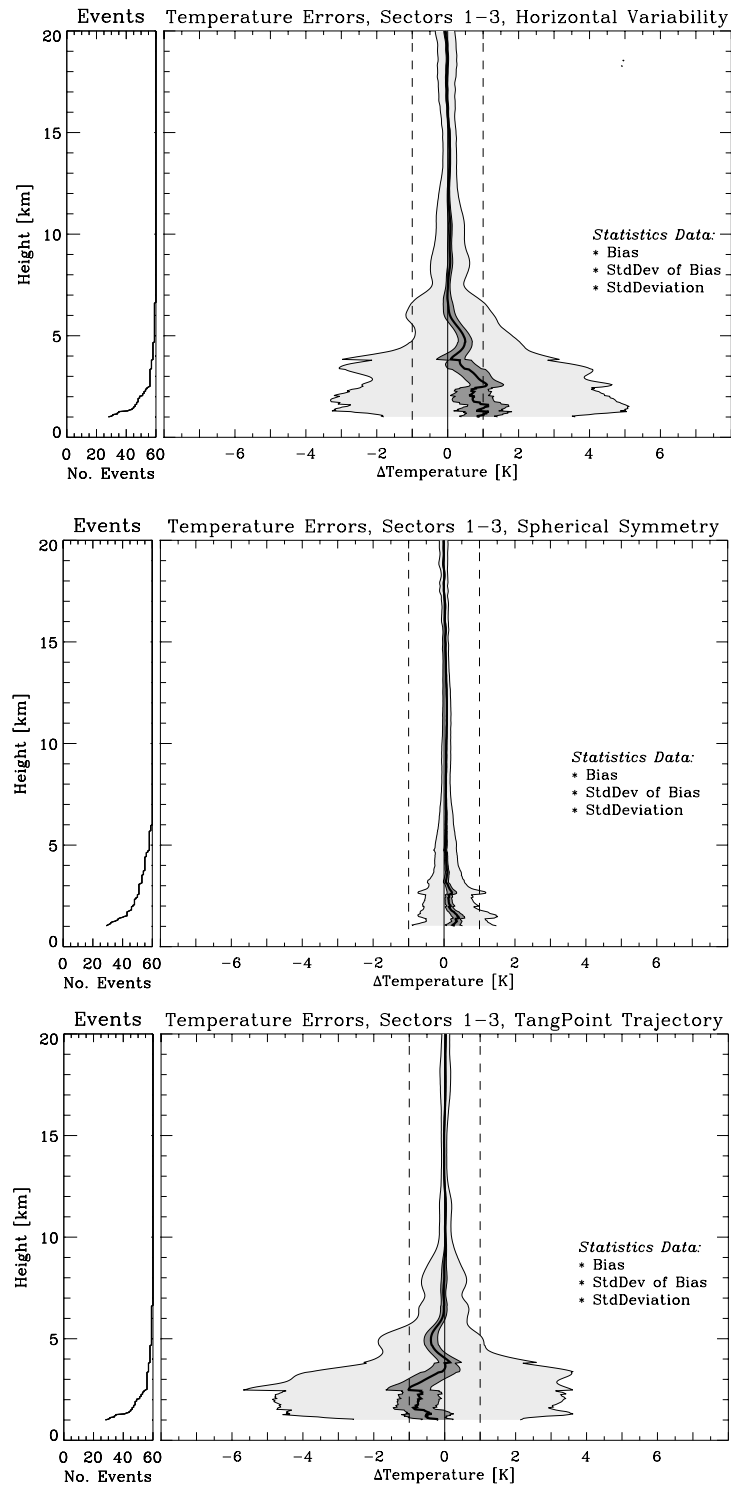 Events
Temperature Errors, Sectors 1−3, Horizontal Variability
20
15
10
5
0
Height [km]
Statistics Data:
* Bias
* StdDev of Bias
* StdDeviation
0 20 40 60
−6 −4 −2 0 2 4 6
No. Events
ΔTemperature [K]
Events
Temperature Errors, Sectors 1−3, Spherical Symmetry
20
15
10
5
0
Height [km]
Statistics Data:
* Bias
* StdDev of Bias
* StdDeviation
0 20 40 60
−6 −4 −2 0 2 4 6
No. Events
ΔTemperature [K]
Events
Temperature Errors, Sectors 1−3, TangPoint Trajectory
20
15
10
5
0
Height [km]
Statistics Data:
* Bias
* StdDev of Bias
* StdDeviation
0 20 40 60
−6 −4 −2 0 2 4 6
No. Events
ΔTemperature [K]